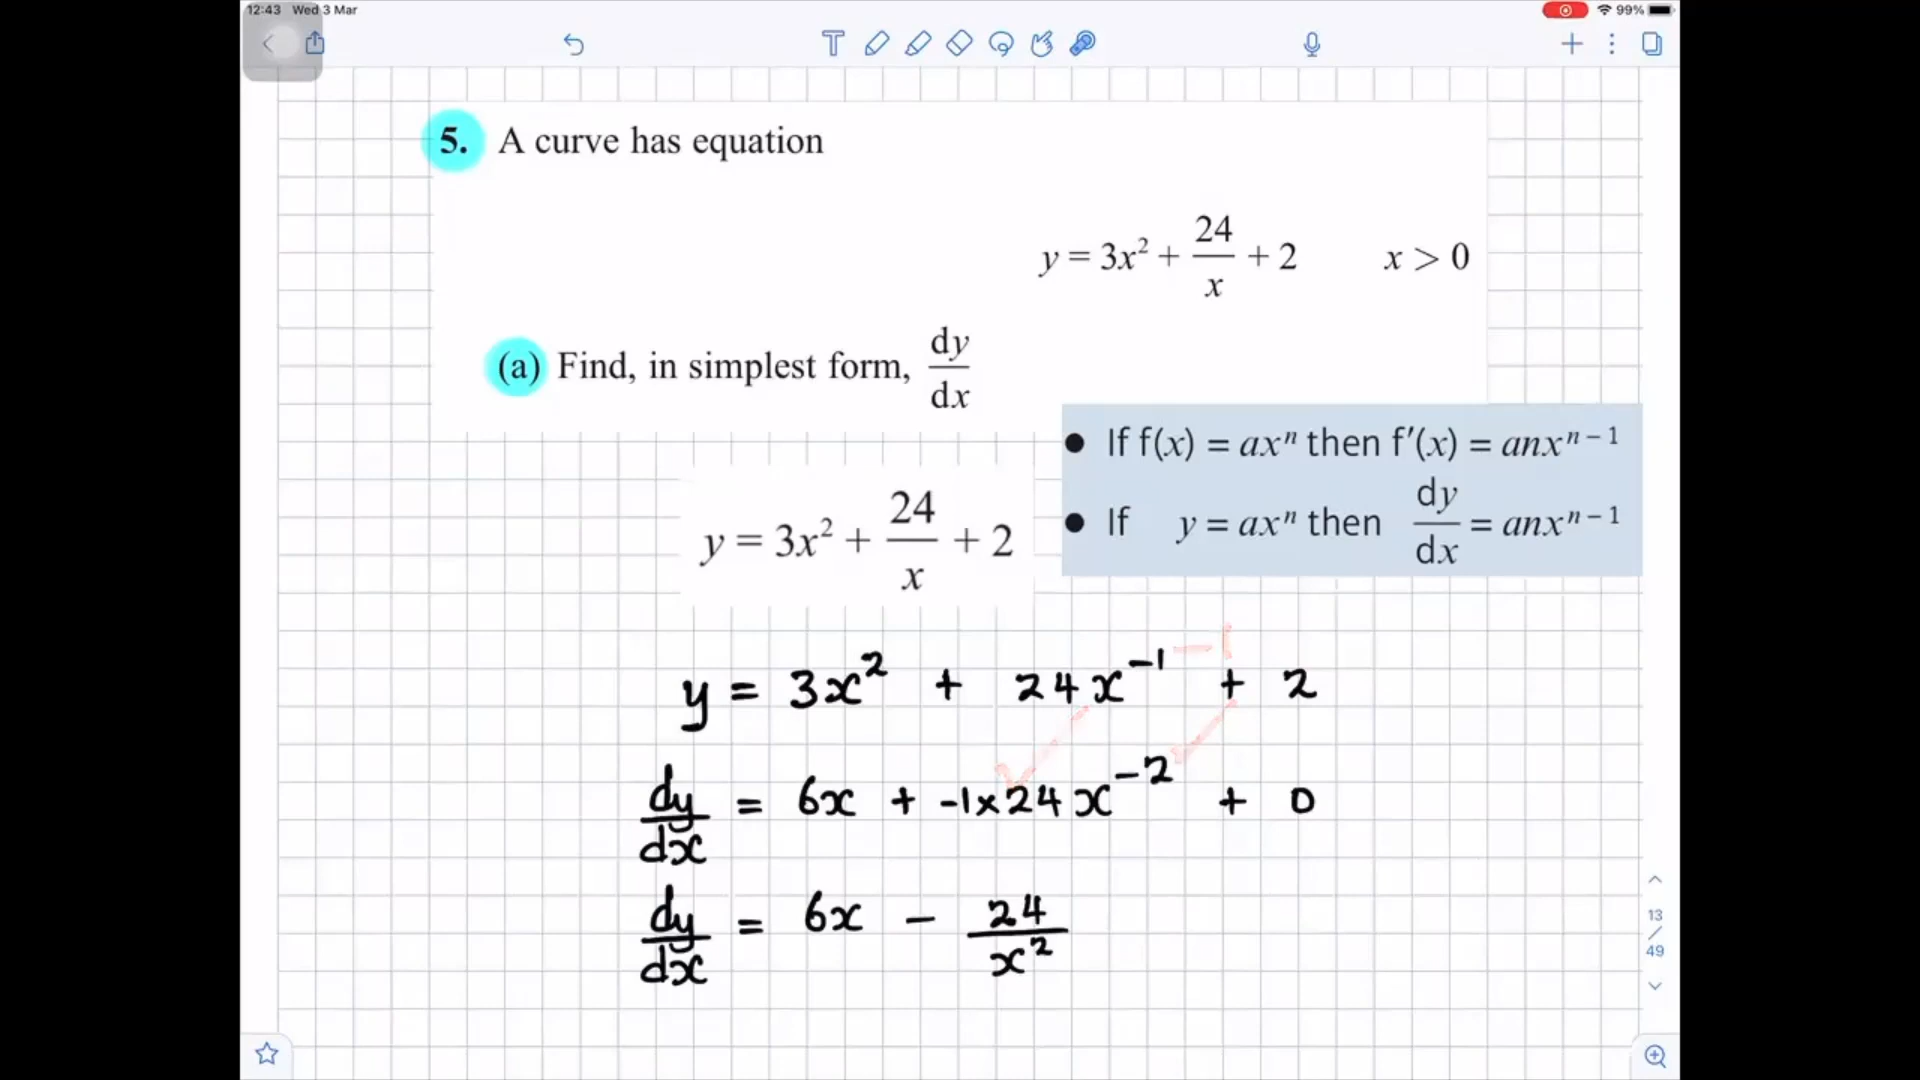 12:43 Wed 3 Mar
99%
5. A curve has equation
y = 3x² + 24/x + 2 x > 0
(a) Find, in simplest form, dy/dx
• If f(x) = axⁿ then f′(x) = anxⁿ⁻¹
• If y = axⁿ then dy/dx = anxⁿ⁻¹
y = 3x² + 24/x + 2
y = 3x² + 24x⁻¹ + 2
dy/dx = 6x + -1×24x⁻² + 0
dy/dx = 6x - 24/x²
13
/
49